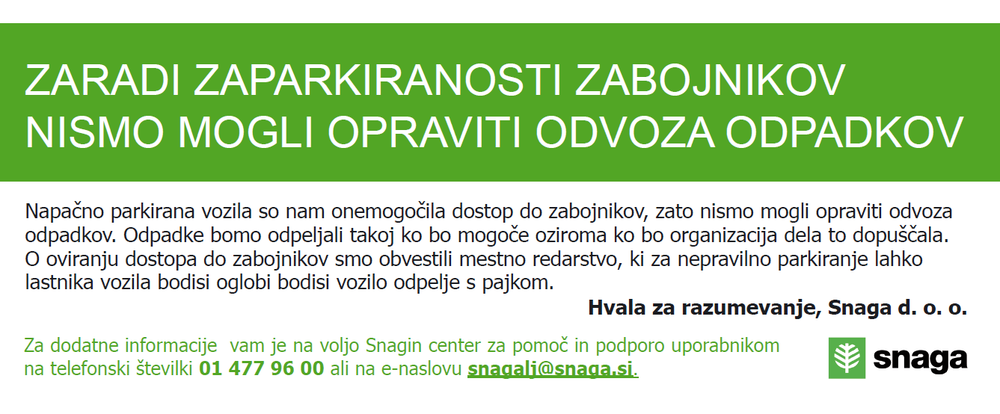 ZARADI ZAPARKIRANOSTI ZABOJNIKOV
NISMO MOGLI OPRAVITI ODVOZA ODPADKOV
Napačno parkirana vozila so nam onemogočila dostop do zabojnikov, zato nismo mogli opraviti odvoza
odpadkov. Odpadke bomo odpeljali takoj ko bo mogoče oziroma ko bo organizacija dela to dopuščala.
O oviranju dostopa do zabojnikov smo obvestili mestno redarstvo, ki za nepravilno parkiranje lahko
lastnika vozila bodisi oglobi bodisi vozilo odpelje s pajkom.
Hvala za razumevanje, Snaga d. o. o.
Za dodatne informacije  vam je na voljo Snagin center za pomoč in podporo uporabnikom
na telefonski številki 01 477 96 00 ali na e-naslovu snagalj@snaga.si.
snaga